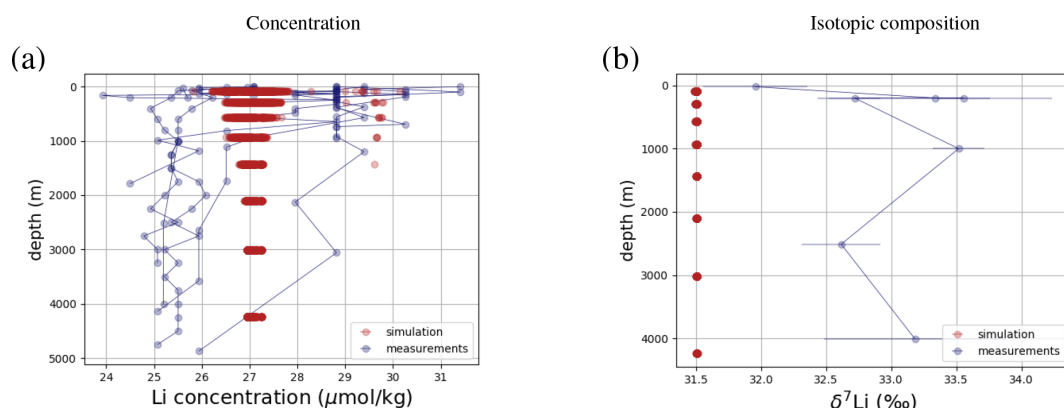 Concentration
Isotopic composition
(a)
(b)
0
1000
2000
3000
4000
5000
depth (m)
24
25
26
27
28
29
30
31
Li concentration (μmol/kg)
simulation
measurements
0
1000
2000
3000
4000
depth (m)
31.5
32.0
32.5
33.0
33.5
34.0
δ⁷Li (‰)
simulation
measurements